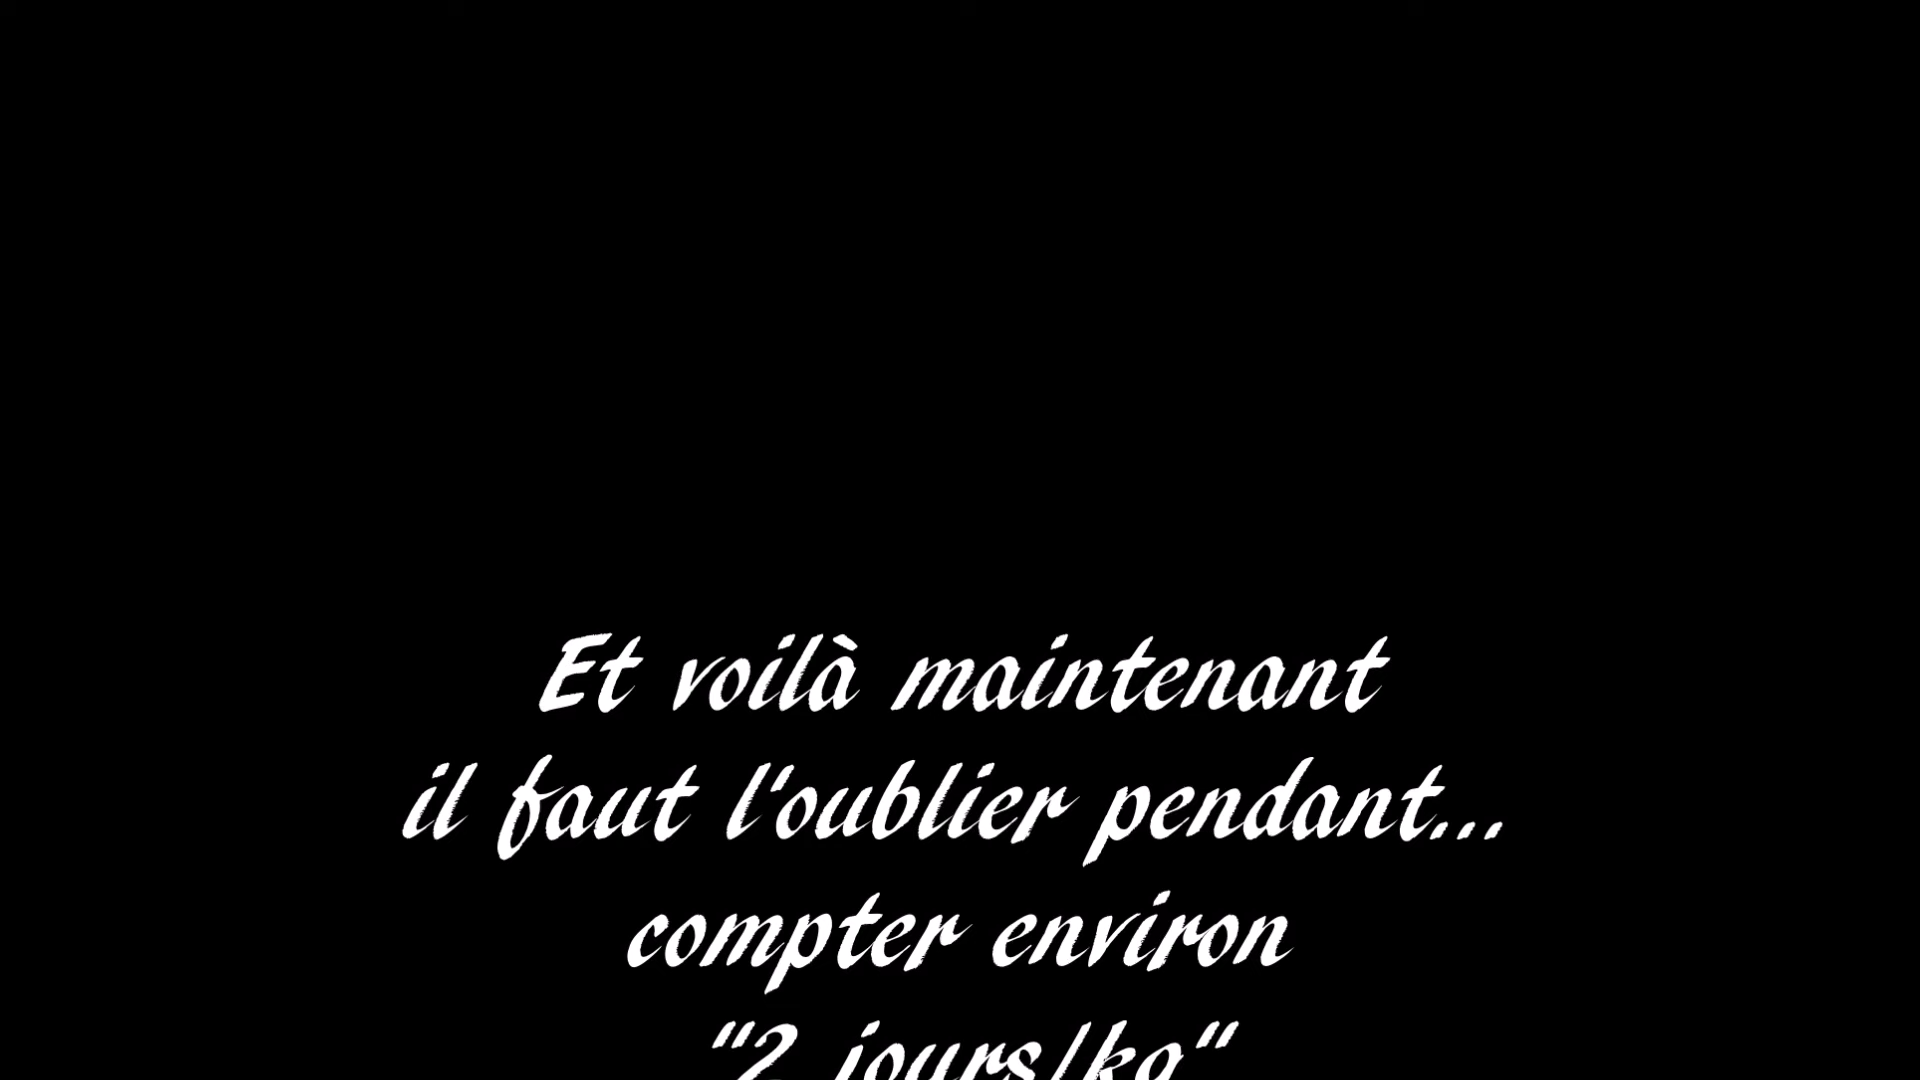 Et voilà maintenant
il faut l'oublier pendant...
compter environ
"2 jours/kg"